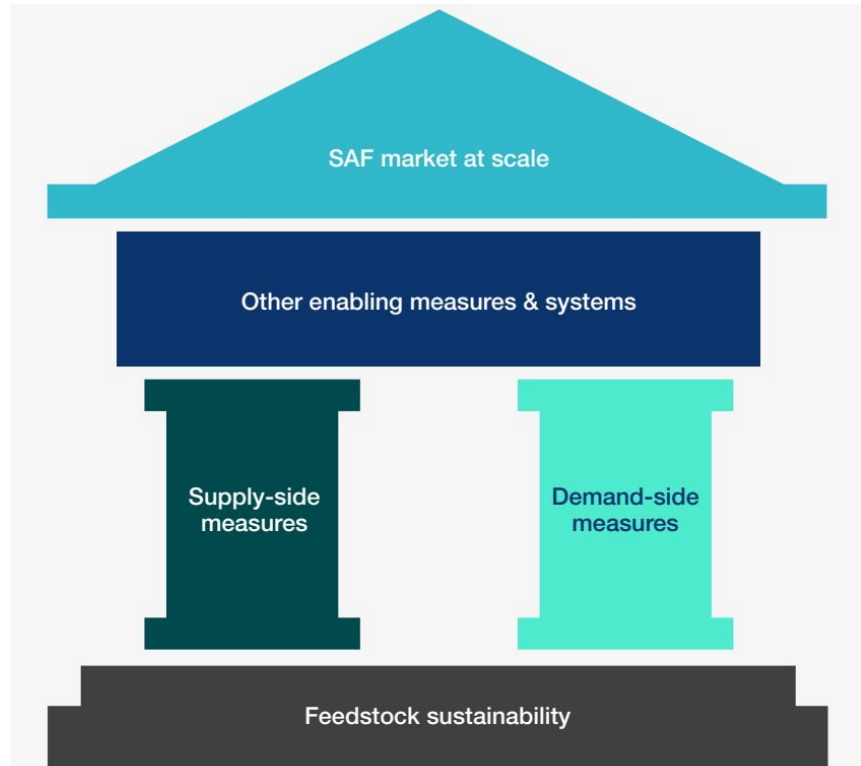 SAF market at scale
Other enabling measures & systems
Supply-side
measures
Demand-side
measures
Feedstock sustainability